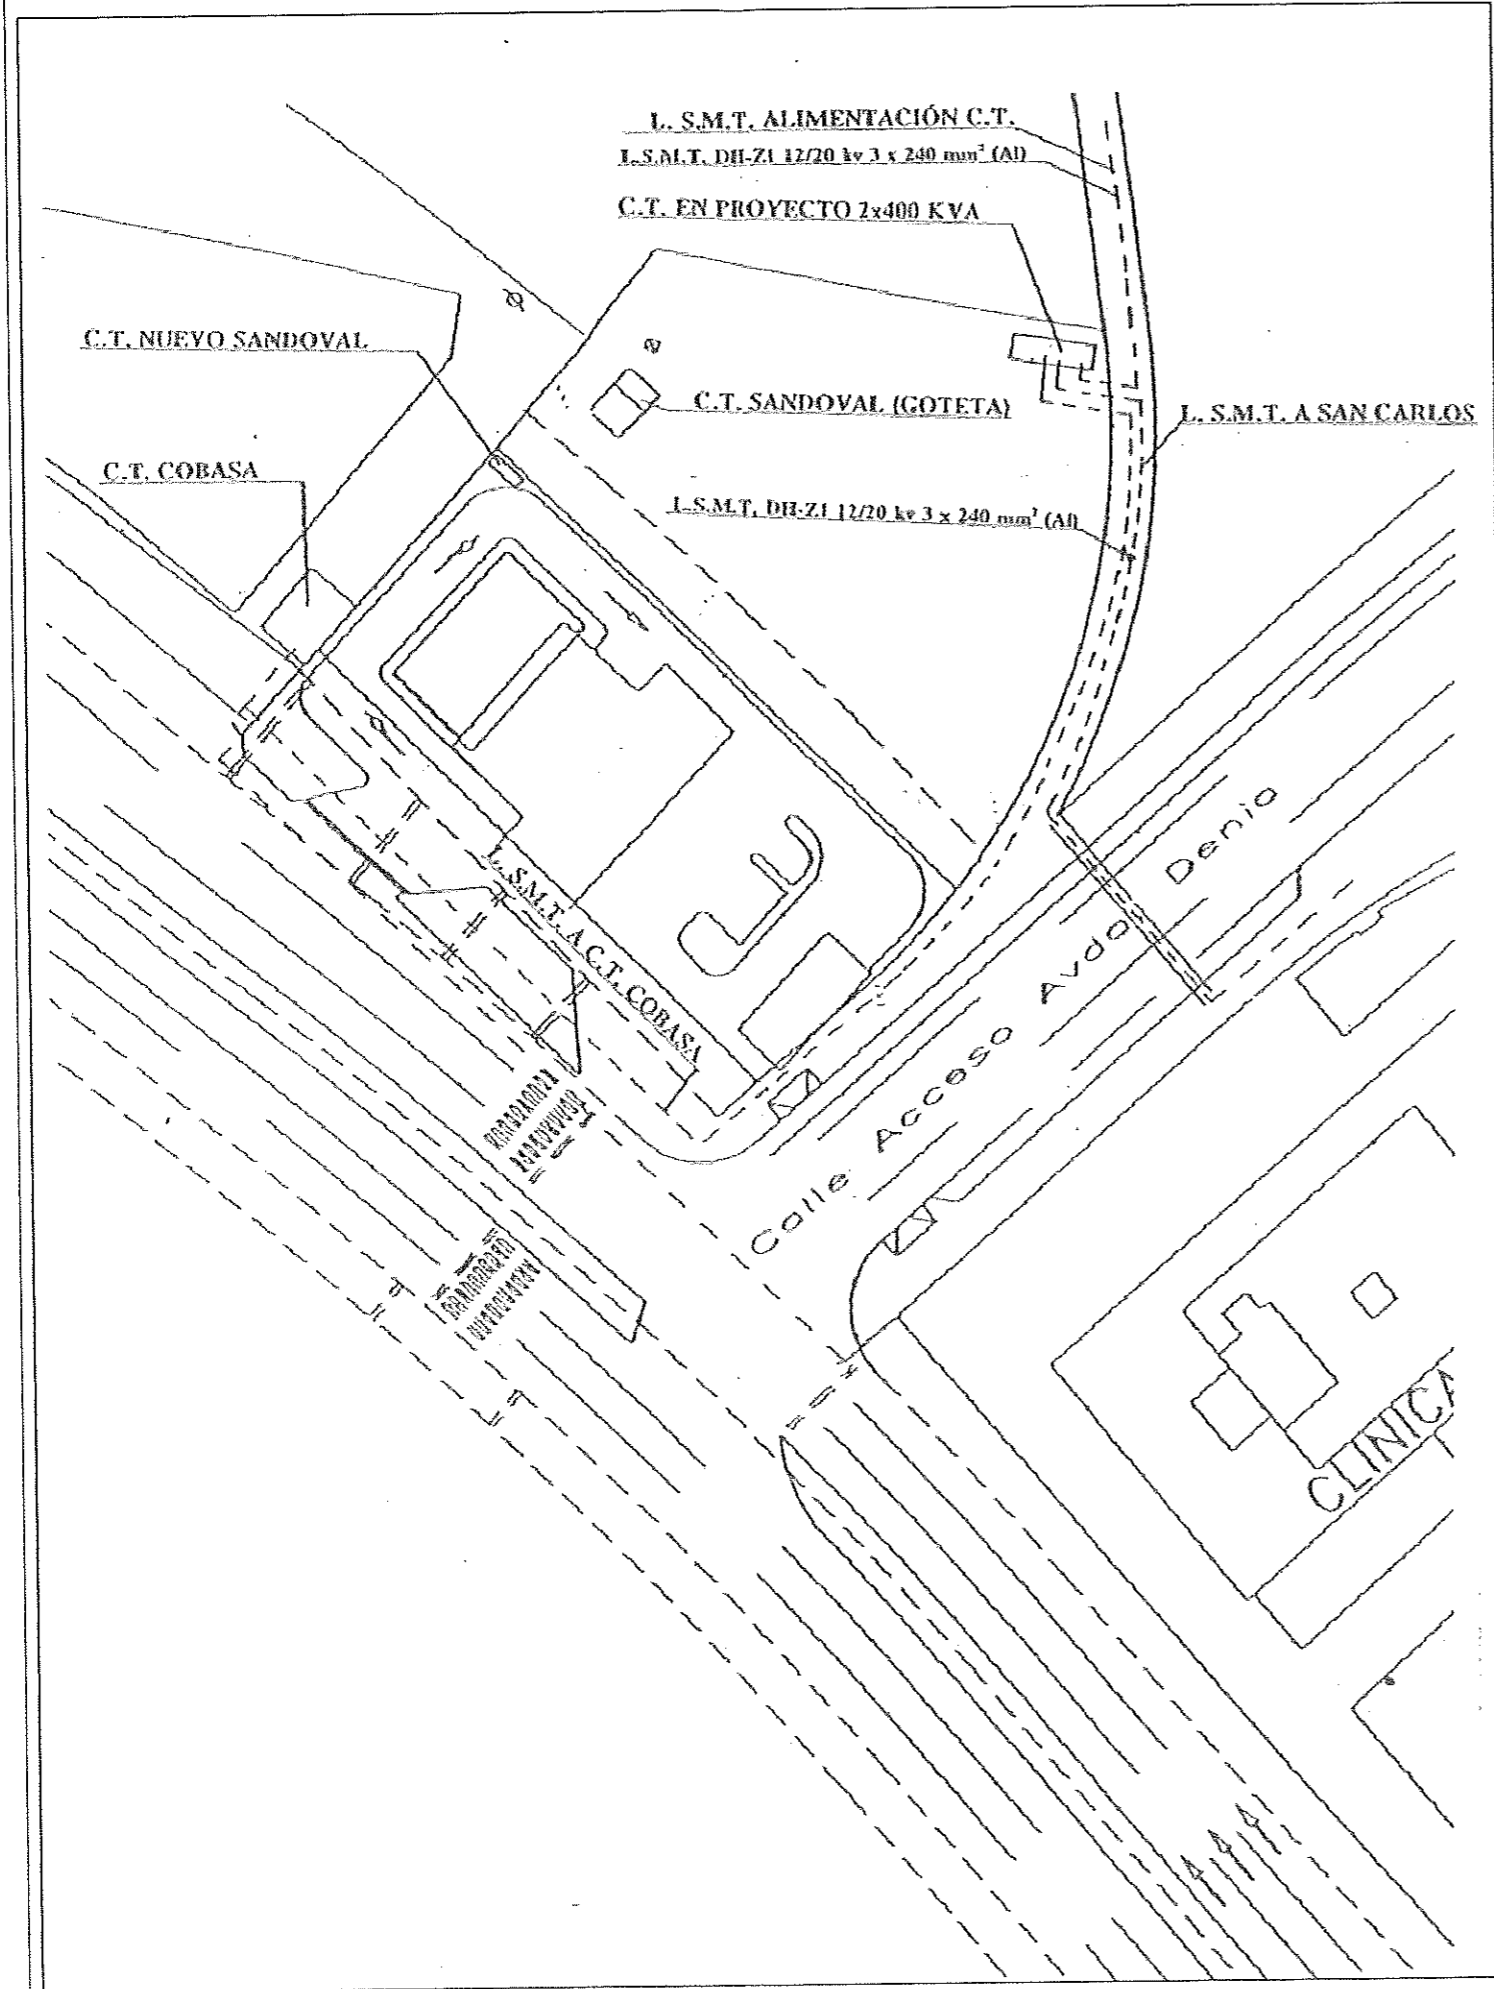 L. S.M.T. ALIMENTACIÓN C.T.
L.S.M.T. DH-Z1 12/20 kv 3 x 240 mm² (Al)
C.T. EN PROYECTO 2x400 KVA
C.T. NUEVO SANDOVAL
C.T. SANDOVAL (GOTETA)
L. S.M.T. A SAN CARLOS
C.T. COBASA
L.S.M.T. DH-Z1 12/20 kv 3 x 240 mm² (Al)
L. S.M.T. A C.T. COBASA
Calle Acceso Avda Denia
CLINICA